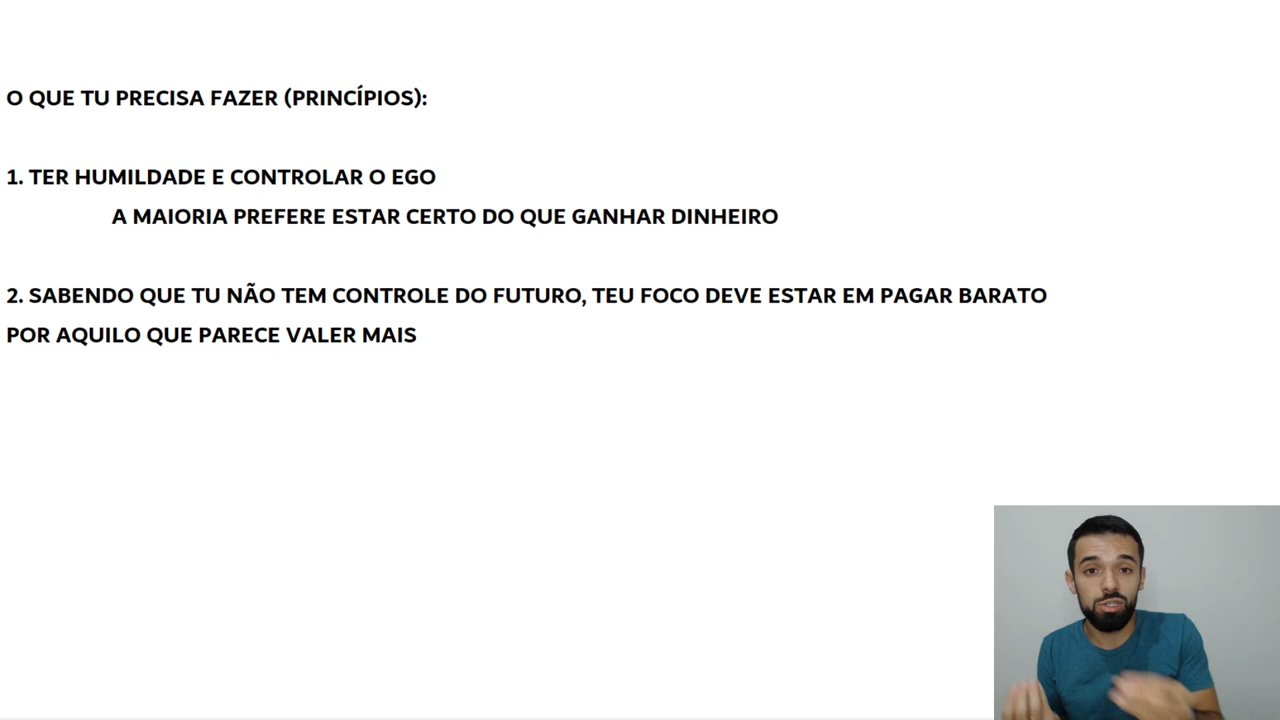 O QUE TU PRECISA FAZER (PRINCÍPIOS):
1. TER HUMILDADE E CONTROLAR O EGO
A MAIORIA PREFERE ESTAR CERTO DO QUE GANHAR DINHEIRO
2. SABENDO QUE TU NÃO TEM CONTROLE DO FUTURO, TEU FOCO DEVE ESTAR EM PAGAR BARATO
POR AQUILO QUE PARECE VALER MAIS